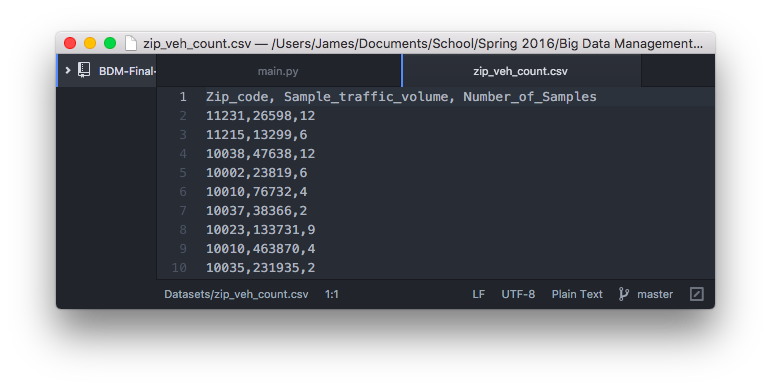 zip_veh_count.csv — /Users/James/Documents/School/Spring 2016/Big Data Management...
BDM-Final-
main.py
zip_veh_count.csv
1 Zip_code, Sample_traffic_volume, Number_of_Samples
2 11231,26598,12
3 11215,13299,6
4 10038,47638,12
5 10002,23819,6
6 10010,76732,4
7 10037,38366,2
8 10023,133731,9
9 10010,463870,4
10 10035,231935,2
Datasets/zip_veh_count.csv 1:1 LF UTF-8 Plain Text master